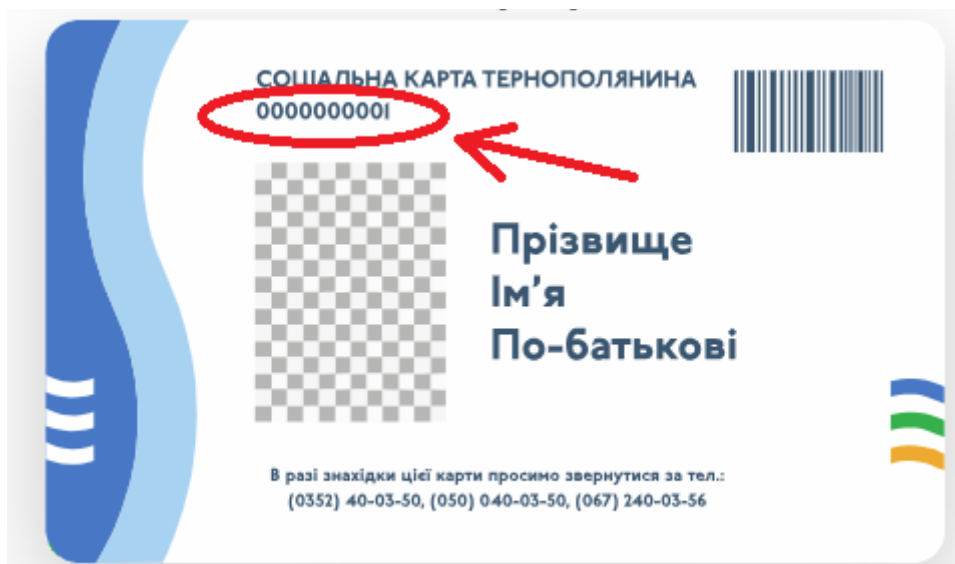 СОЦІАЛЬНА КАРТА ТЕРНОПОЛЯНИНА
0000000001
Прізвище
Ім’я
По-батькові
В разі знахідки цієї карти просимо звернутися за тел.:
(0352) 40-03-50, (050) 040-03-50, (067) 240-03-56